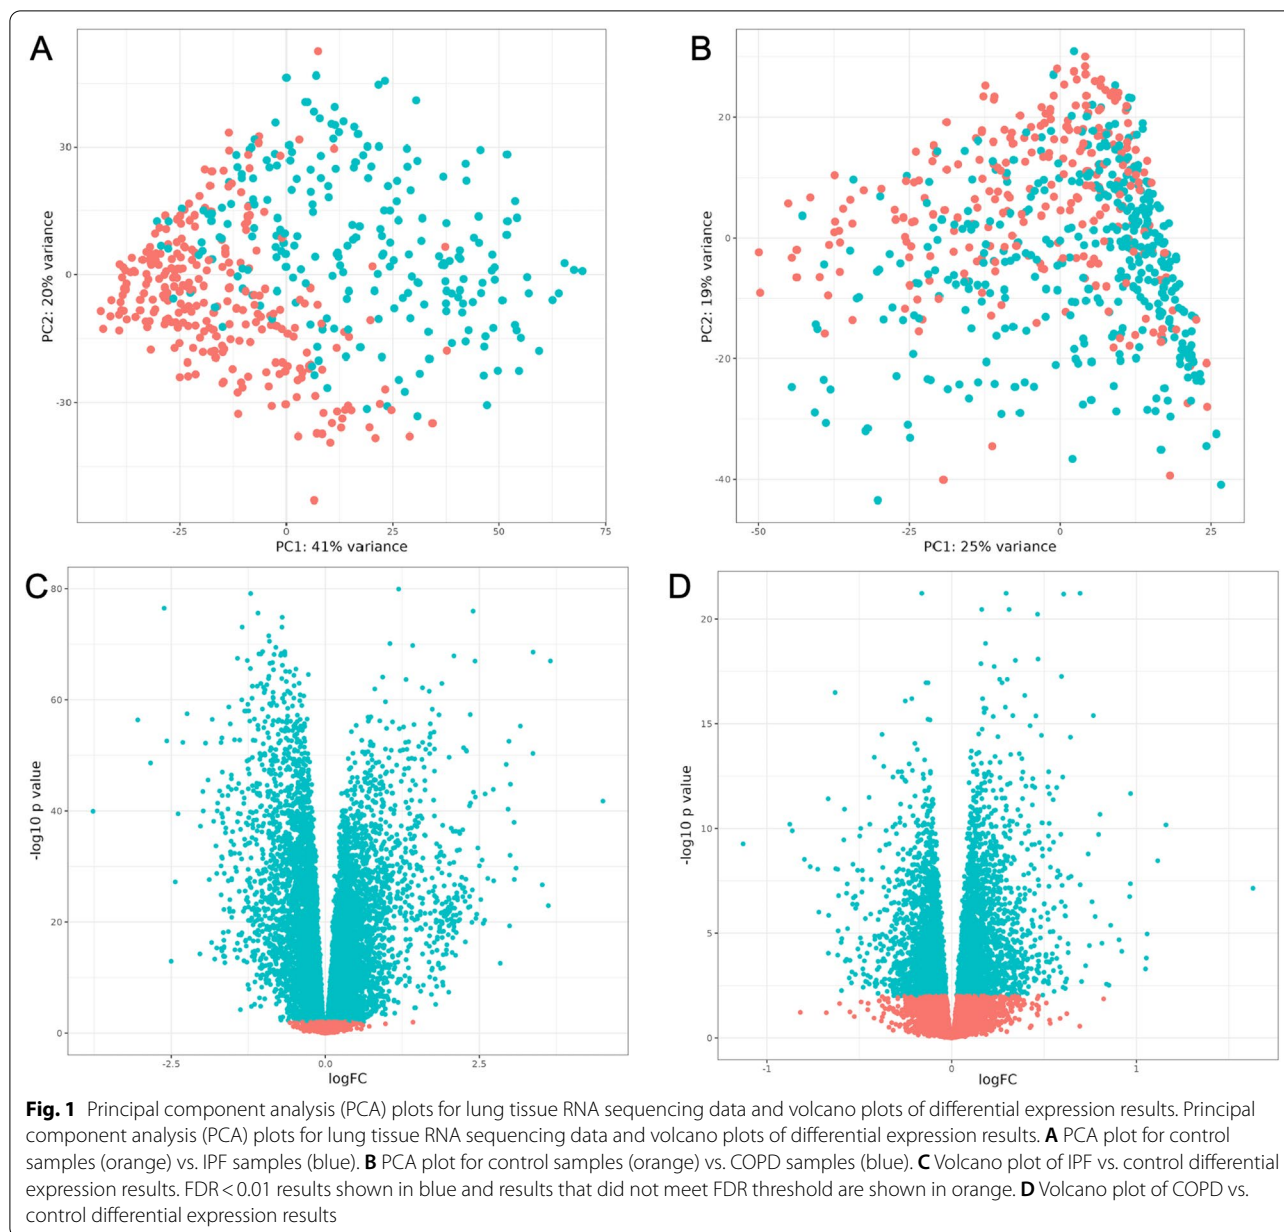 A
30
0
-30
PC2: 20% variance
-25
0
25
50
75
PC1: 41% variance
B
20
0
-20
-40
PC2: 19% variance
-50
-25
0
25
PC1: 25% variance
C
80
60
40
20
0
-log10 p value
-2.5
0.0
2.5
logFC
D
20
15
10
5
0
-log10 p value
-1
0
1
logFC
Fig. 1 Principal component analysis (PCA) plots for lung tissue RNA sequencing data and volcano plots of differential expression results. Principal
component analysis (PCA) plots for lung tissue RNA sequencing data and volcano plots of differential expression results. A PCA plot for control
samples (orange) vs. IPF samples (blue). B PCA plot for control samples (orange) vs. COPD samples (blue). C Volcano plot of IPF vs. control differential
expression results. FDR < 0.01 results shown in blue and results that did not meet FDR threshold are shown in orange. D Volcano plot of COPD vs.
control differential expression results